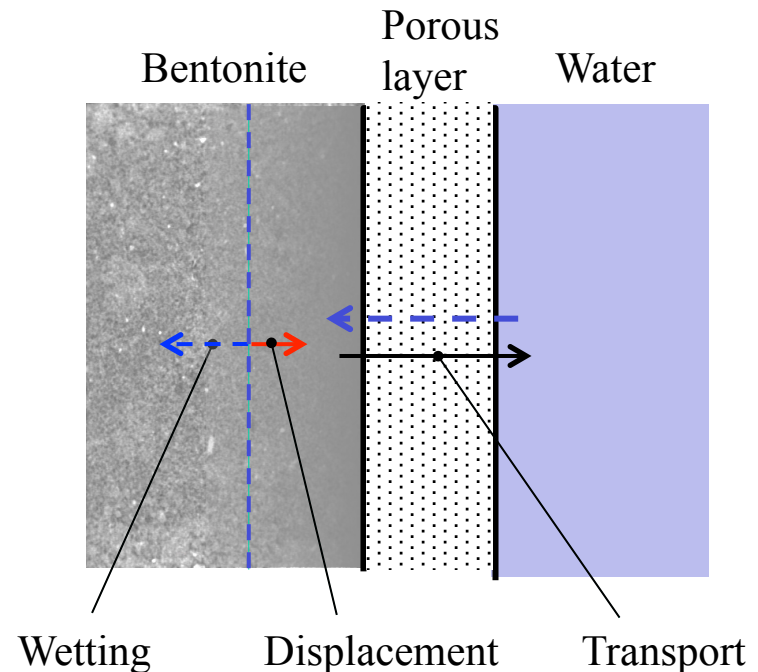 Porous
layer
Bentonite
Water
Wetting
Displacement
Transport